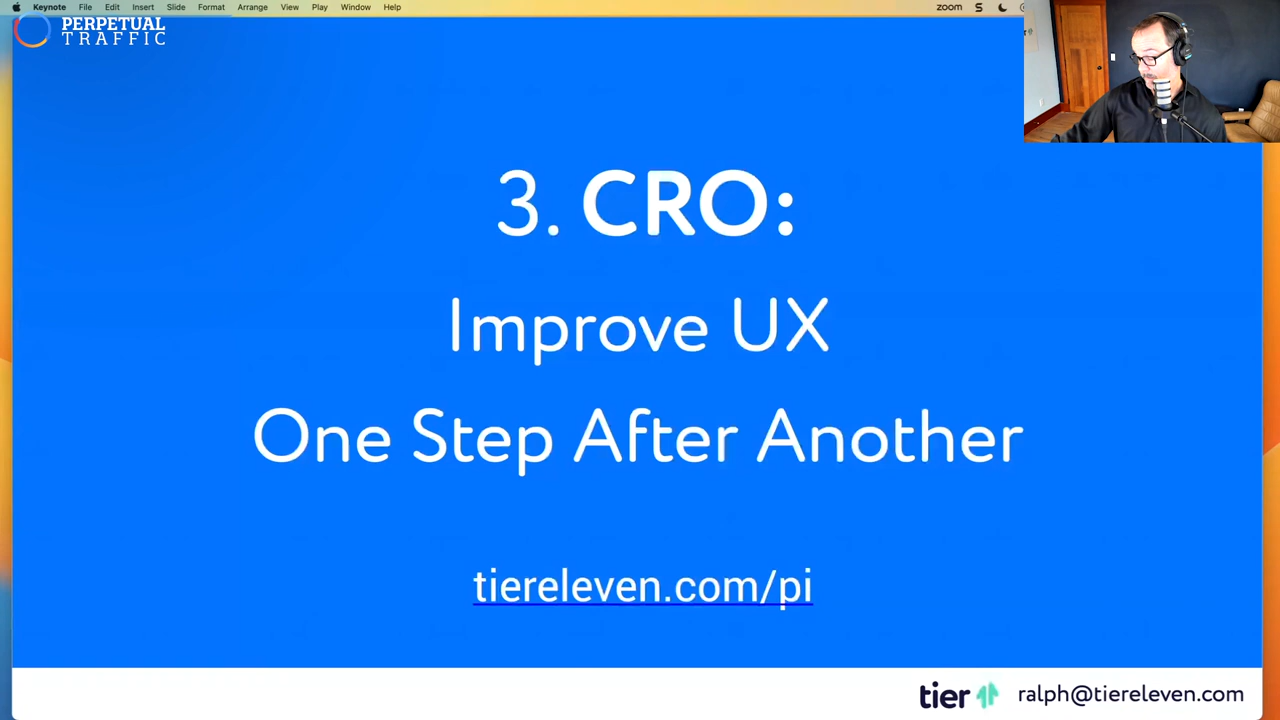 Keynote File Edit Insert Slide Format Arrange View Play Window Help zoom
PERPETUAL
TRAFFIC
3. CRO:
Improve UX
One Step After Another
tiereleven.com/pi
tier 11 ralph@tiereleven.com